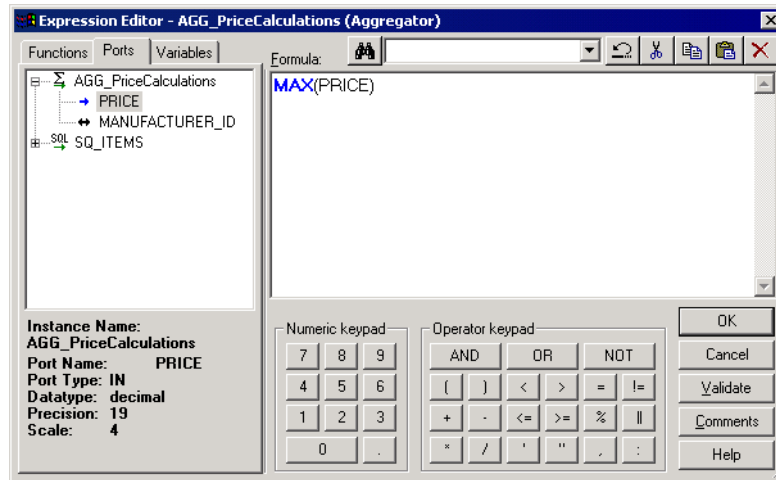 Expression Editor - AGG_PriceCalculations (Aggregator)
Functions Ports Variables
Formula:
AGG_PriceCalculations
PRICE
MANUFACTURER_ID
SQL SQ_ITEMS
MAX(PRICE)
Instance Name:
AGG_PriceCalculations
Port Name: PRICE
Port Type: IN
Datatype: decimal
Precision: 19
Scale: 4
Numeric keypad
7 8 9
4 5 6
1 2 3
0 .
Operator keypad
AND OR NOT
( ) < > = !=
+ - <= >= % ||
* / ' " , :
OK
Cancel
Validate
Comments
Help